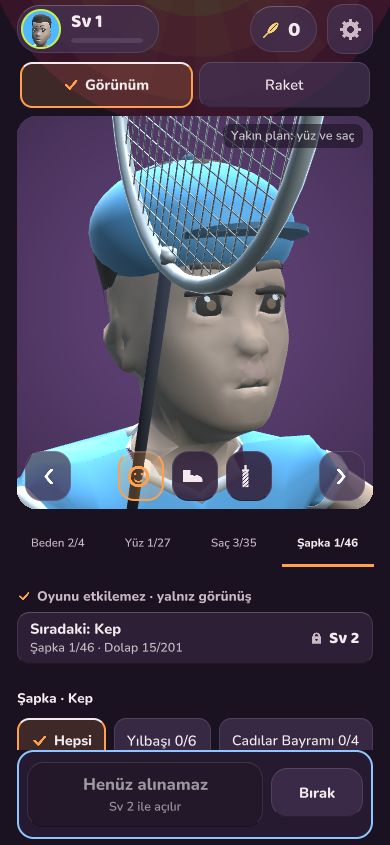 Sv 1
0
Görünüm
Raket
Yakın plan: yüz ve saç
Beden 2/4
Yüz 1/27
Saç 3/35
Şapka 1/46
Oyunu etkilemez · yalnız görünüş
Sıradaki: Kep
Şapka 1/46 · Dolap 15/201
Sv 2
Şapka · Kep
Hepsi
Yılbaşı 0/6
Cadılar Bayramı 0/4
Henüz alınamaz
Sv 2 ile açılır
Bırak